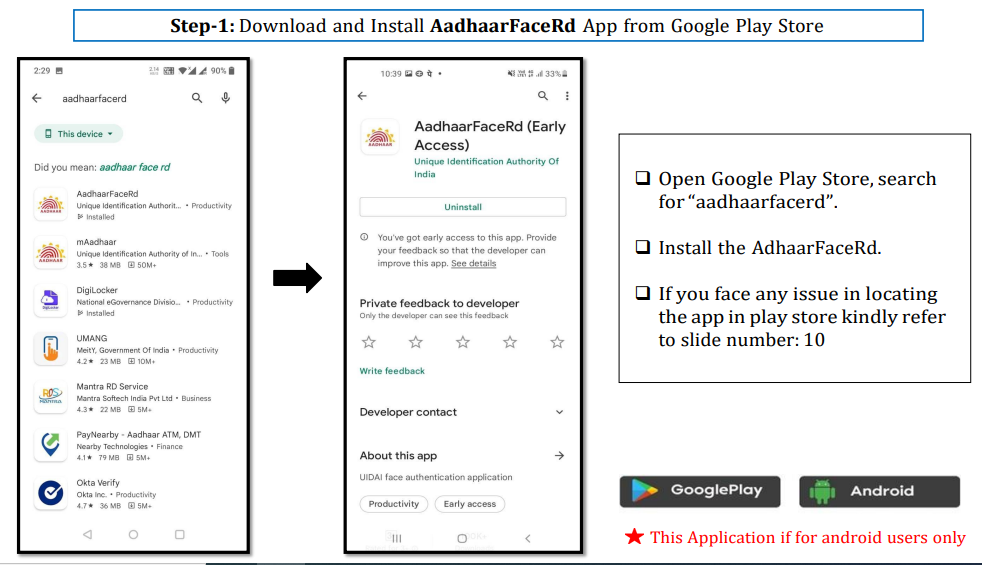 Step-1: Download and Install AadhaarFaceRd App from Google Play Store
2:29
90%
aadhaarfacerd
This device
Did you mean: aadhaar face rd
AadhaarFaceRd
Unique Identification Authorit... • Productivity
Installed
mAadhaar
Unique Identification Authority of In... • Tools
3.5★ 38 MB 50M+
DigiLocker
National eGovernance Divisio... • Productivity
Installed
UMANG
MeitY, Government Of India • Productivity
4.2★ 23 MB 10M+
Mantra RD Service
Mantra Softech India Pvt Ltd • Business
4.3★ 22 MB 5M+
PayNearby - Aadhaar ATM, DMT
Nearby Technologies • Finance
4.1★ 79 MB 5M+
Okta Verify
Okta Inc. • Productivity
4.7★ 36 MB 5M+
10:39
33%
AadhaarFaceRd (Early
Access)
Unique Identification Authority Of
India
Uninstall
You've got early access to this app. Provide
your feedback so that the developer can
improve this app. See details
Private feedback to developer
Only the developer can see this feedback
Write feedback
Developer contact
About this app
UIDAI face authentication application
Productivity
Early access
Open Google Play Store, search
for “aadhaarfacerd”.
Install the AdhaarFaceRd.
If you face any issue in locating
the app in play store kindly refer
to slide number: 10
GooglePlay
Android
This Application if for android users only